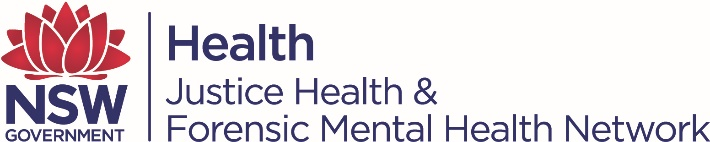 NSW
GOVERNMENT
Health
Justice Health &
Forensic Mental Health Network